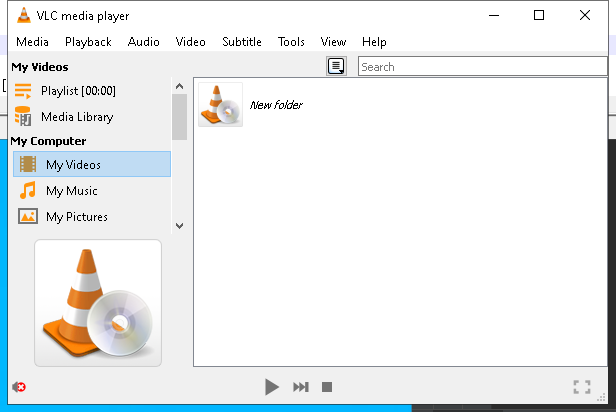 VLC media player
Media Playback Audio Video Subtitle Tools View Help
My Videos
Search
Playlist [00:00]
Media Library
My Computer
My Videos
My Music
My Pictures
New folder